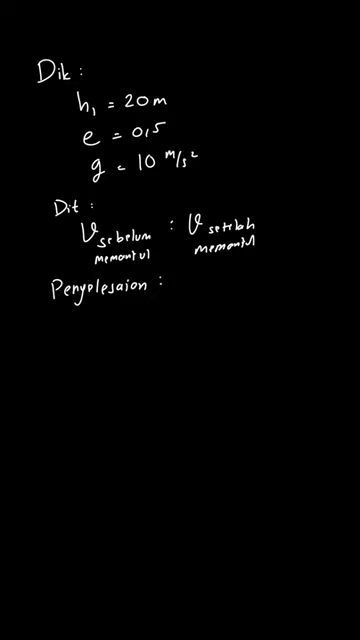 Dik :
h₁ = 20 m
e = 0,5
g = 10 m/s²
Dit :
V sebelum memantul : V setelah memantul
Penyelesaian :